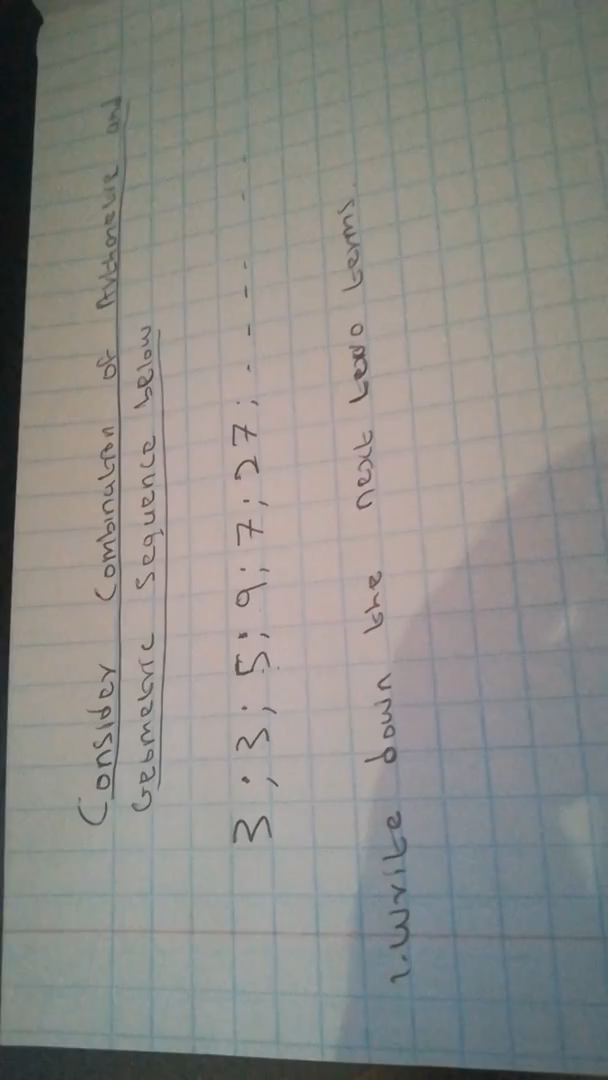 Consider Combination of Arithmetic and
Geometric Sequence below
3 ; 3 ; 5 ; 9 ; 7 ; 27 ; - - - - - -
1. Write down the next two terms.